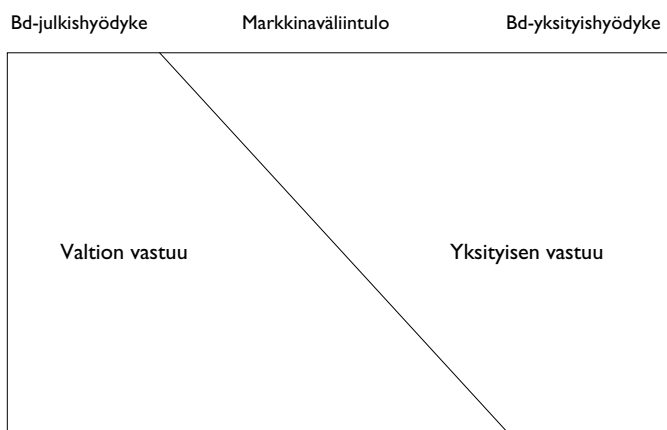 Bd-julkishyödyke Markkinaväliintulo Bd-yksityishyödyke
Valtion vastuu Yksityisen vastuu